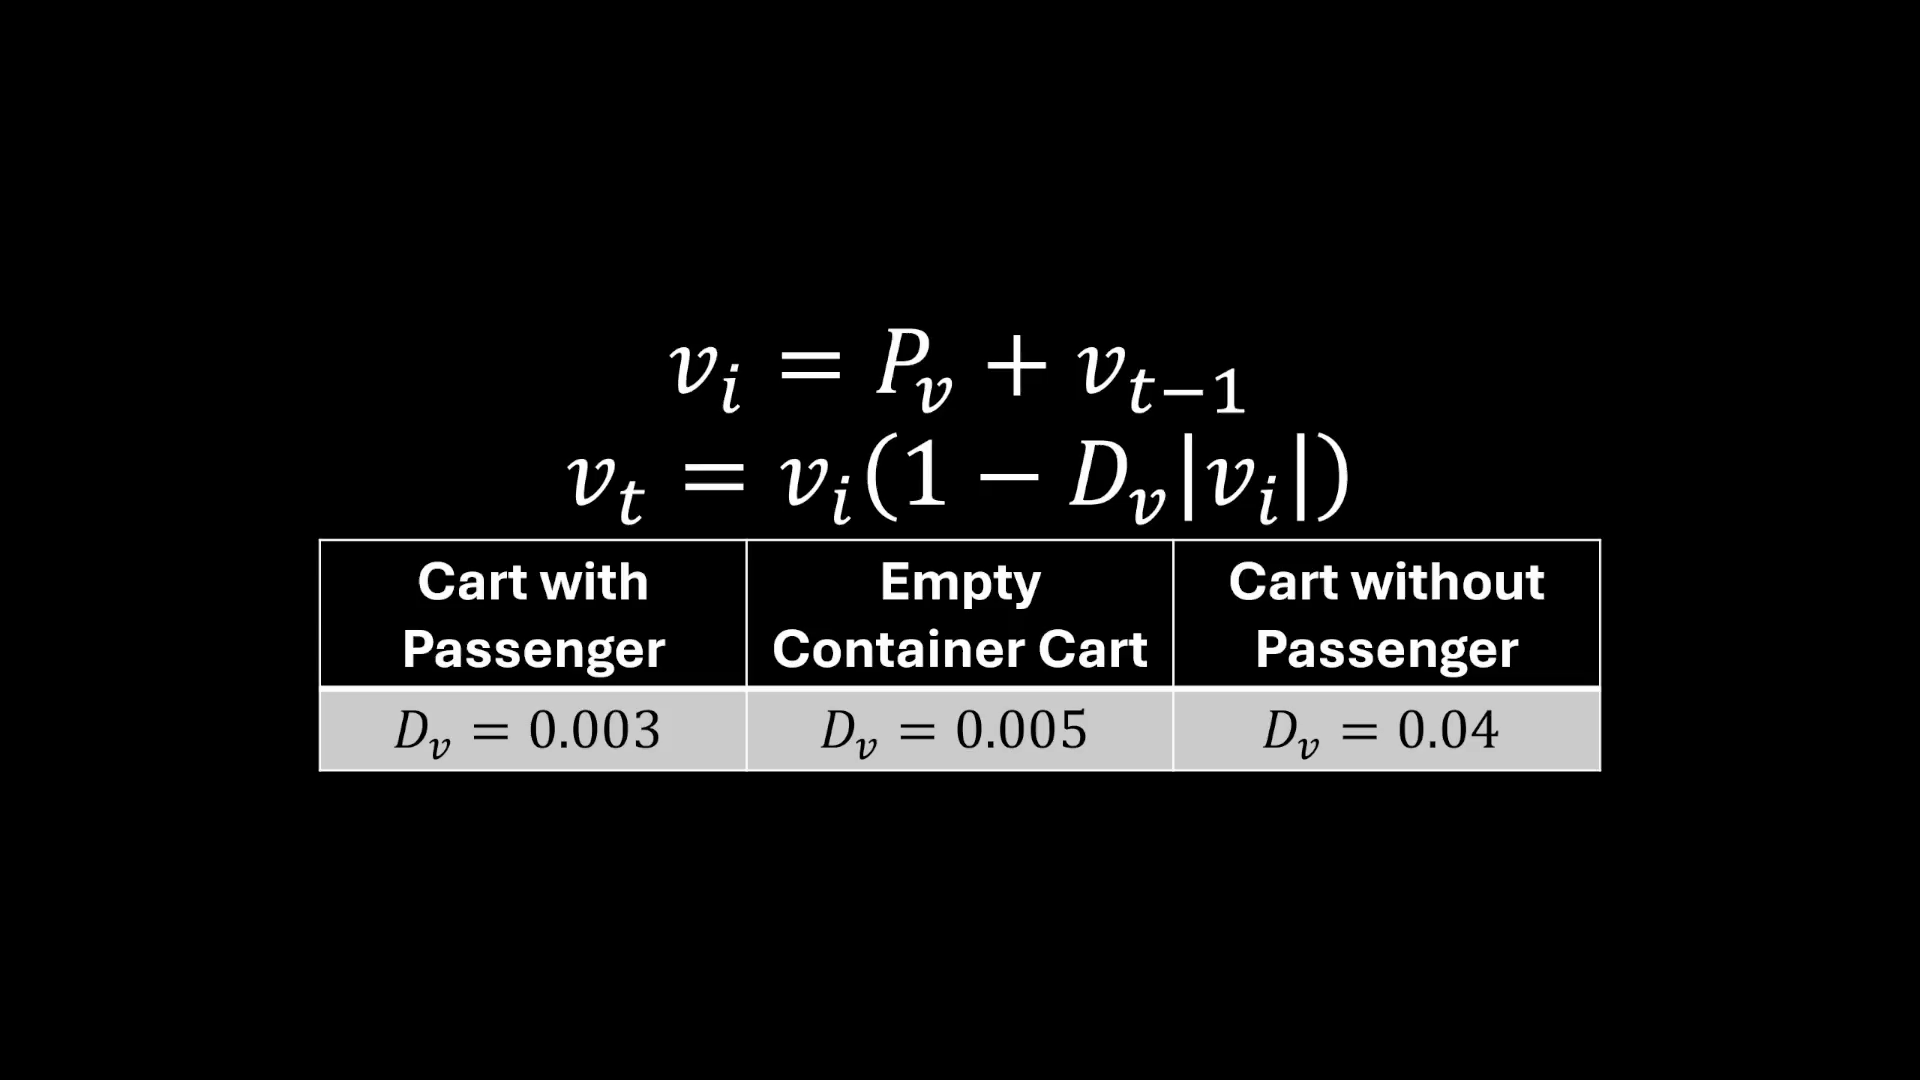 v_i = P_v + v_{t-1}
v_t = v_i(1 - D_v|v_i|)
Cart with Passenger
Empty Container Cart
Cart without Passenger
D_v = 0.003
D_v = 0.005
D_v = 0.04